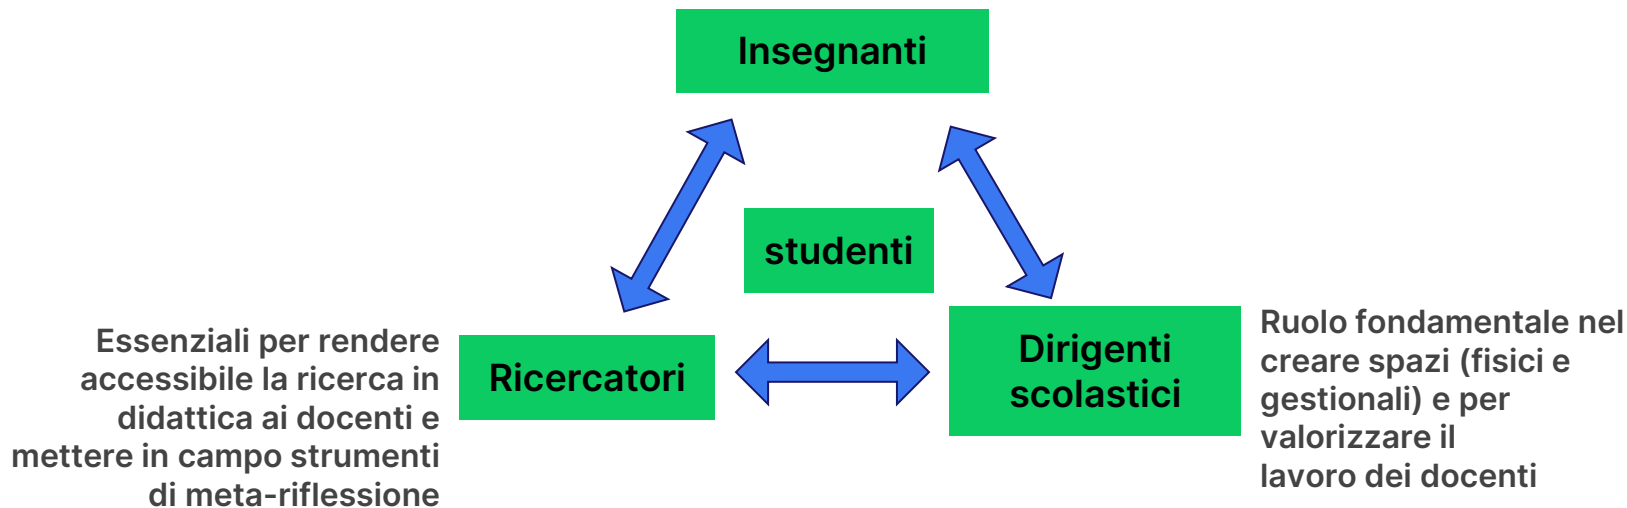 Insegnanti
studenti
Essenziali per rendere
accessibile la ricerca in
didattica ai docenti e
mettere in campo strumenti
di meta-riflessione
Ricercatori
Dirigenti
scolastici
Ruolo fondamentale nel
creare spazi (fisici e
gestionali) e per
valorizzare il
lavoro dei docenti